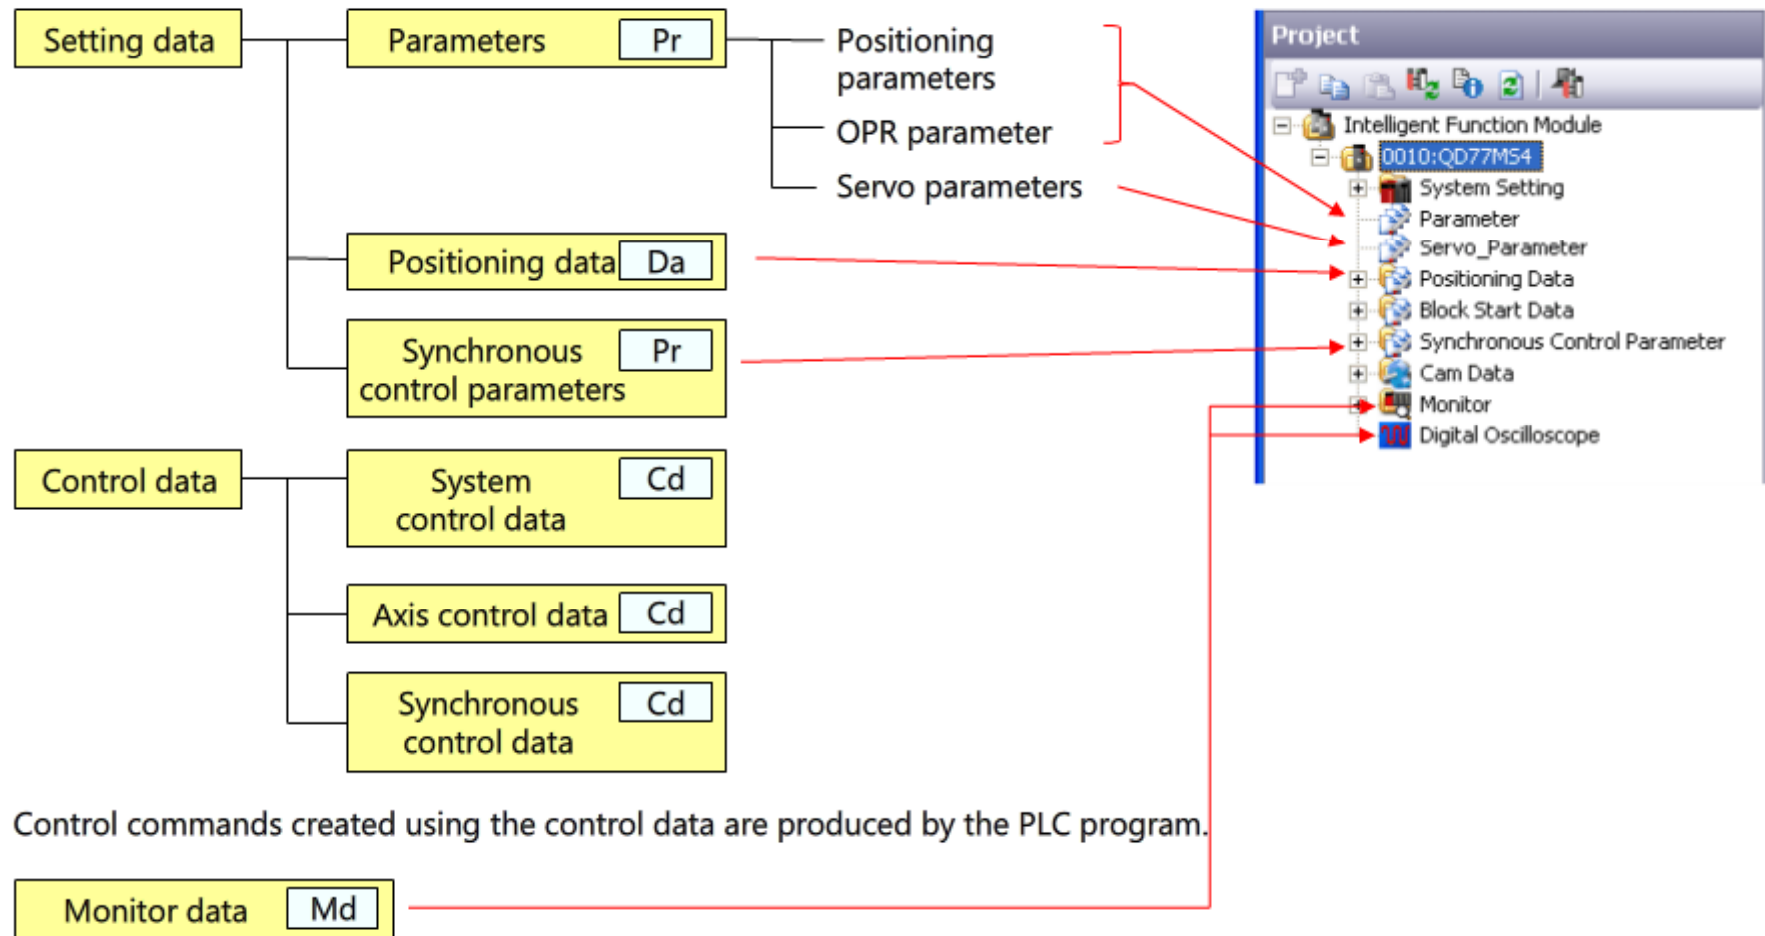 Setting data
Parameters Pr
Positioning
parameters
OPR parameter
Servo parameters
Positioning data Da
Synchronous Pr
control parameters
Control data
System Cd
control data
Axis control data Cd
Synchronous Cd
control data
Control commands created using the control data are produced by the PLC program.
Monitor data Md
Project
Intelligent Function Module
0010:QD77MS4
System Setting
Parameter
Servo_Parameter
Positioning Data
Block Start Data
Synchronous Control Parameter
Cam Data
Monitor
Digital Oscilloscope